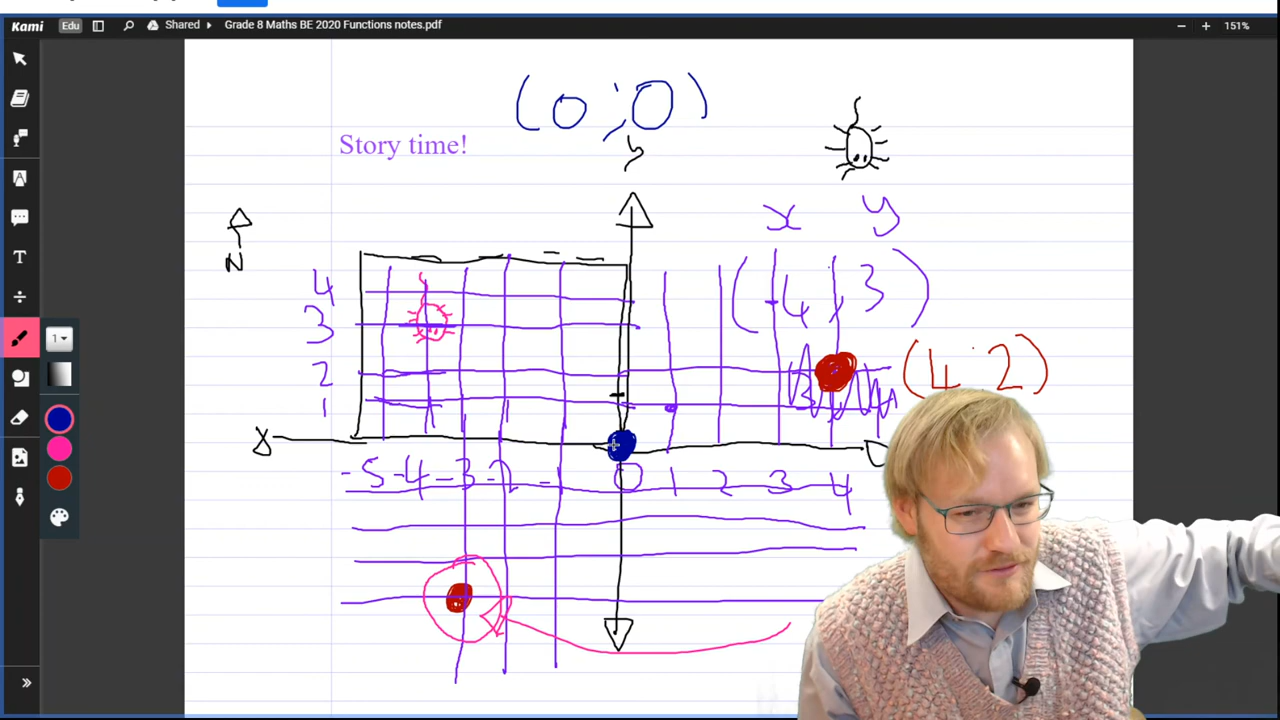 Kami Edu Shared Grade 8 Maths BE 2020 Functions notes.pdf 151%
(0;0)
Story time!
y
x y
N
(-4;3)
4
3
2
1
(4;2)
x
-5 -4 -3 -2 -1 0 1 2 3 4
1